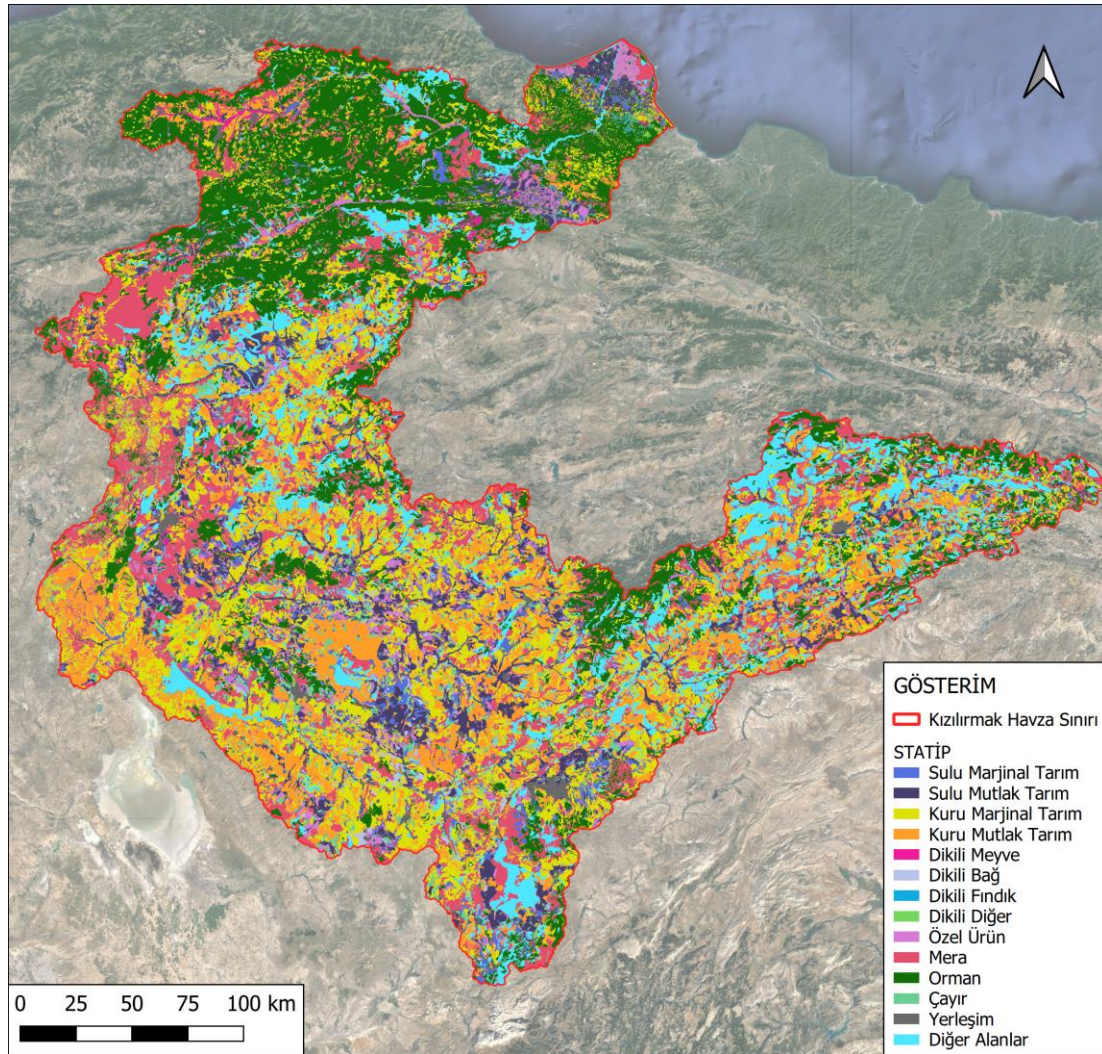 GÖSTERİM
Kızılırmak Havza Sınırı
STATİP
Sulu Marjinal Tarım
Sulu Mutlak Tarım
Kuru Marjinal Tarım
Kuru Mutlak Tarım
Dikili Meyve
Dikili Bağ
Dikili Fındık
Dikili Diğer
Özel Ürün
Mera
Orman
Çayır
Yerleşim
Diğer Alanlar
0 25 50 75 100 km